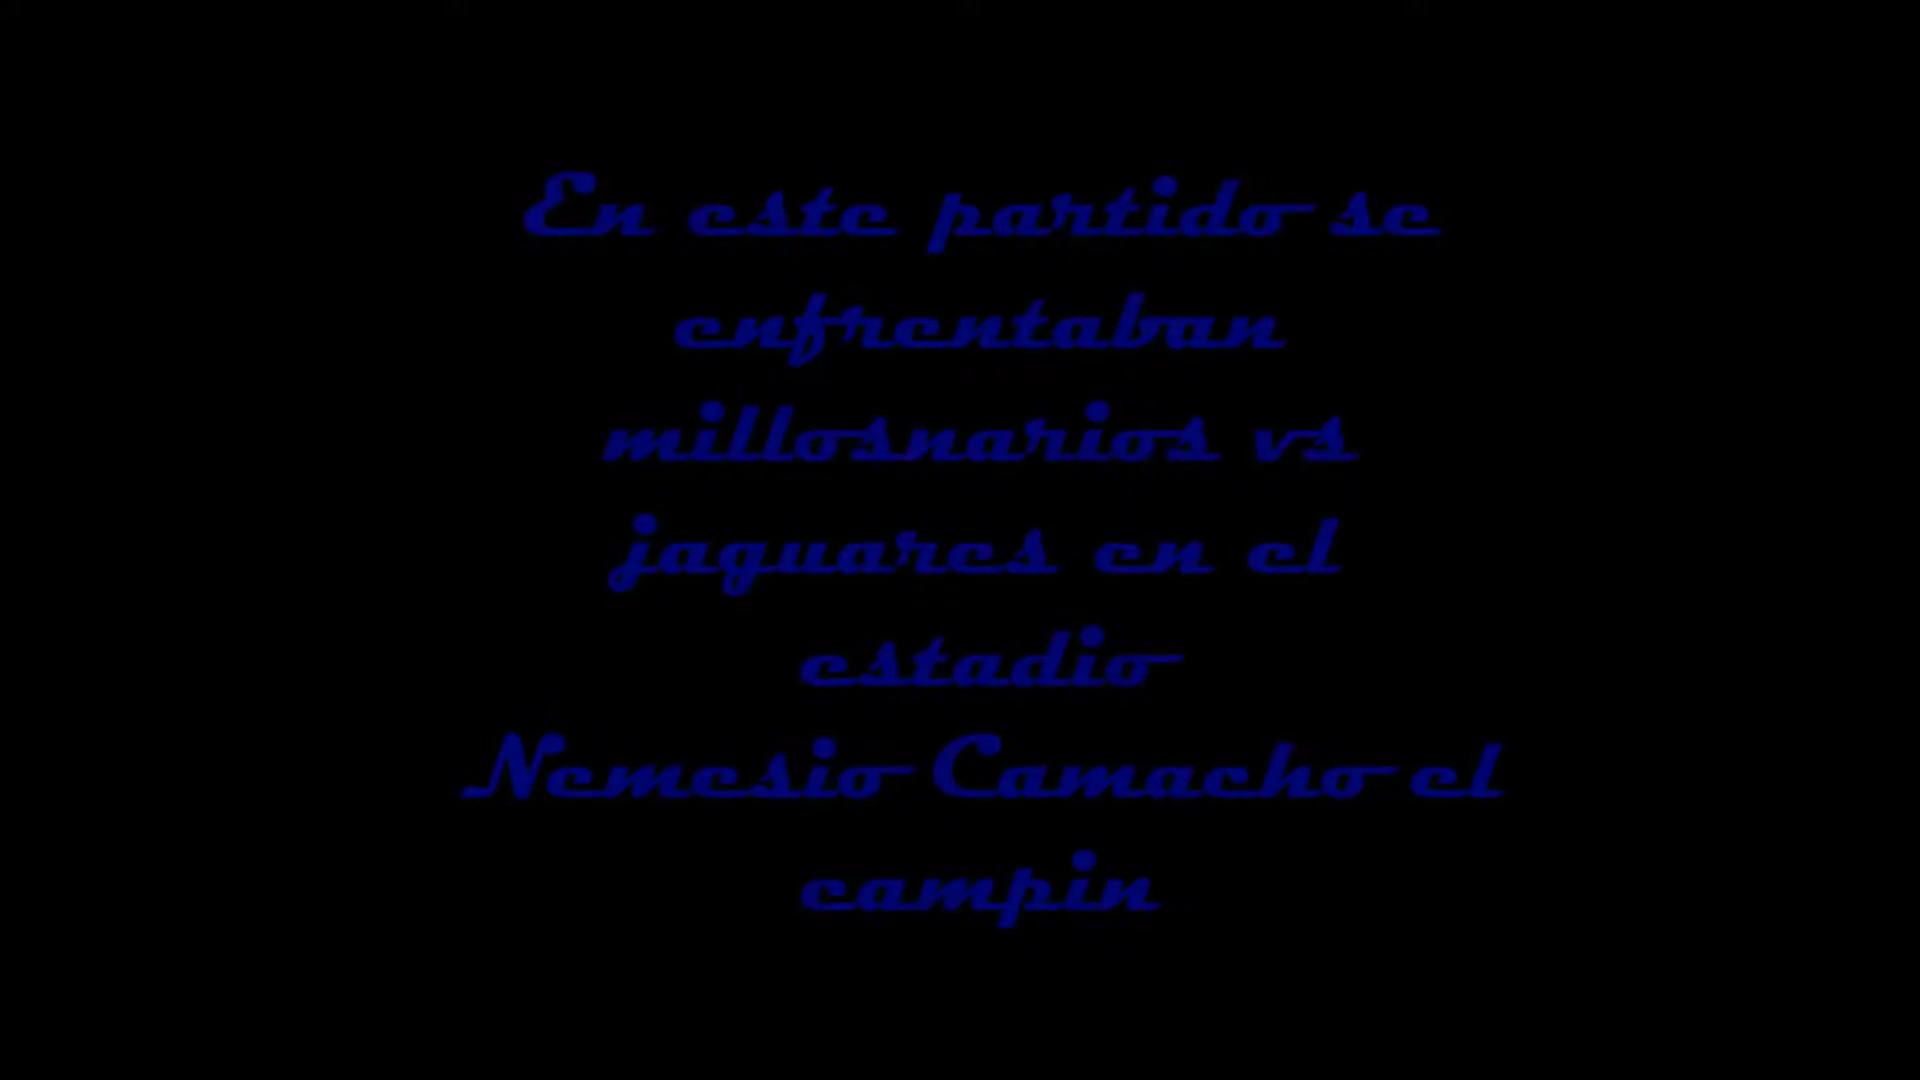 En este partido se
enfrentaban
millosnarios vs
jaguares en el
estadio
Nemesio Camacho el
campin